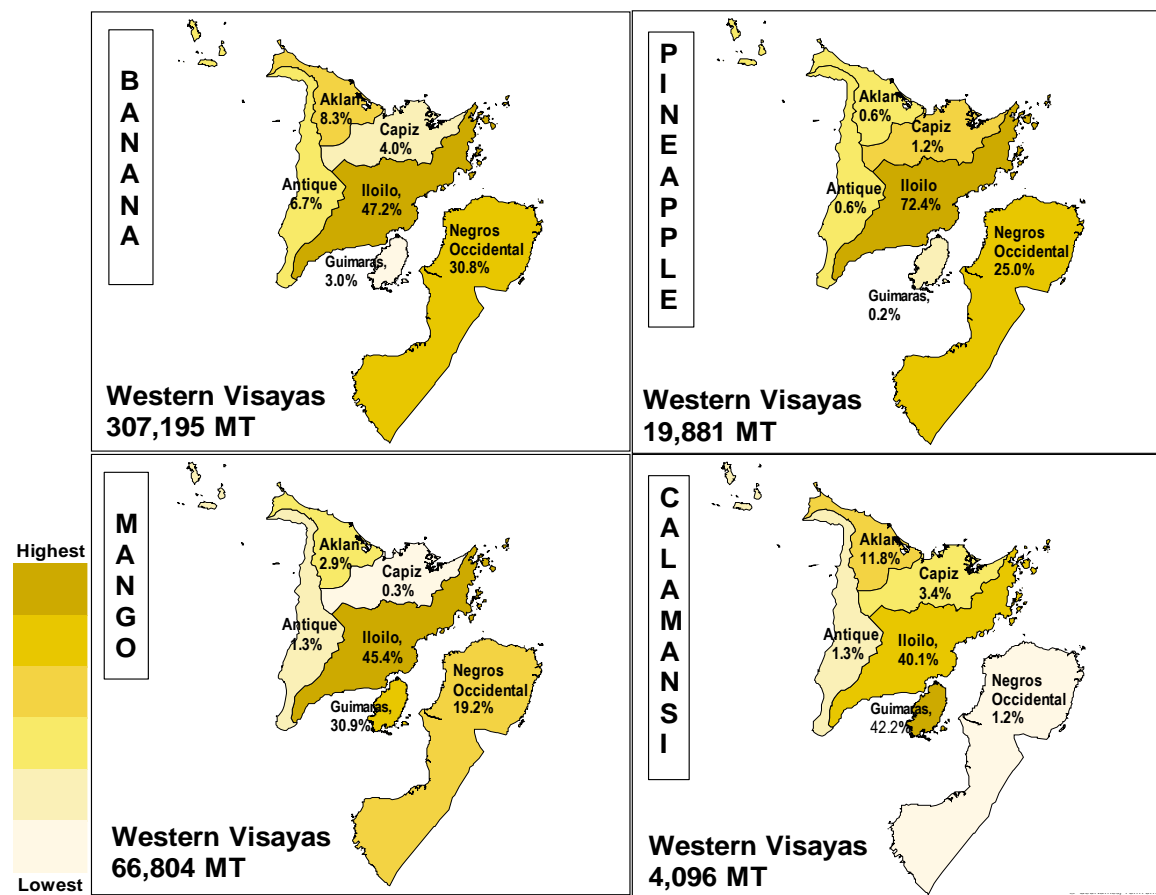 BANANA
Aklan,
8.3%
Capiz
4.0%
Antique
6.7%
Iloilo,
47.2%
Negros
Occidental
30.8%
Guimaras,
3.0%
Western Visayas
307,195 MT
PINEAPPLE
Aklan,
0.6%
Capiz
1.2%
Antique
0.6%
Iloilo
72.4%
Negros
Occidental
25.0%
Guimaras,
0.2%
Western Visayas
19,881 MT
Highest
Lowest
MANGO
Aklan,
2.9%
Capiz
0.3%
Antique
1.3%
Iloilo,
45.4%
Negros
Occidental
19.2%
Guimaras,
30.9%
Western Visayas
66,804 MT
CALAMANSI
Aklan,
11.8%
Capiz
3.4%
Antique
1.3%
Iloilo,
40.1%
Negros
Occidental
1.2%
Guimaras,
42.2%
Western Visayas
4,096 MT